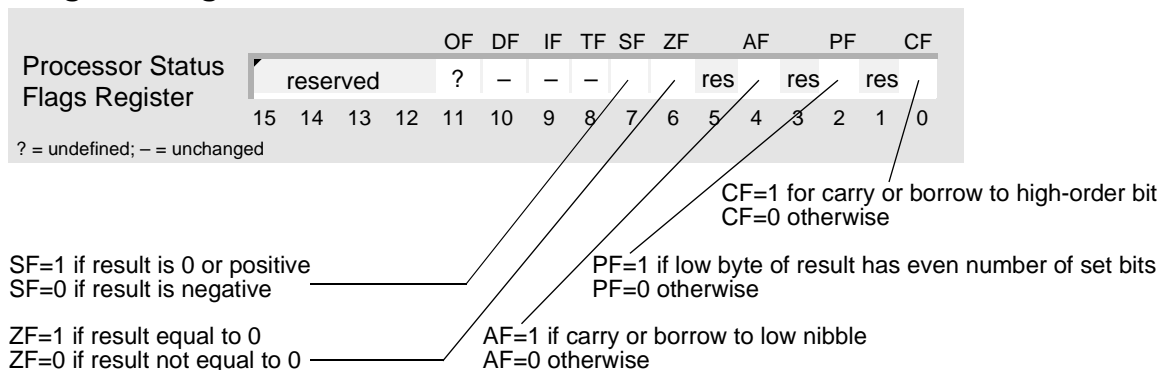 OF DF IF TF SF ZF AF PF CF
Processor Status
Flags Register
reserved ? – – – res res res
15 14 13 12 11 10 9 8 7 6 5 4 3 2 1 0
? = undefined; – = unchanged
CF=1 for carry or borrow to high-order bit
CF=0 otherwise
SF=1 if result is 0 or positive
SF=0 if result is negative
PF=1 if low byte of result has even number of set bits
PF=0 otherwise
ZF=1 if result equal to 0
ZF=0 if result not equal to 0
AF=1 if carry or borrow to low nibble
AF=0 otherwise